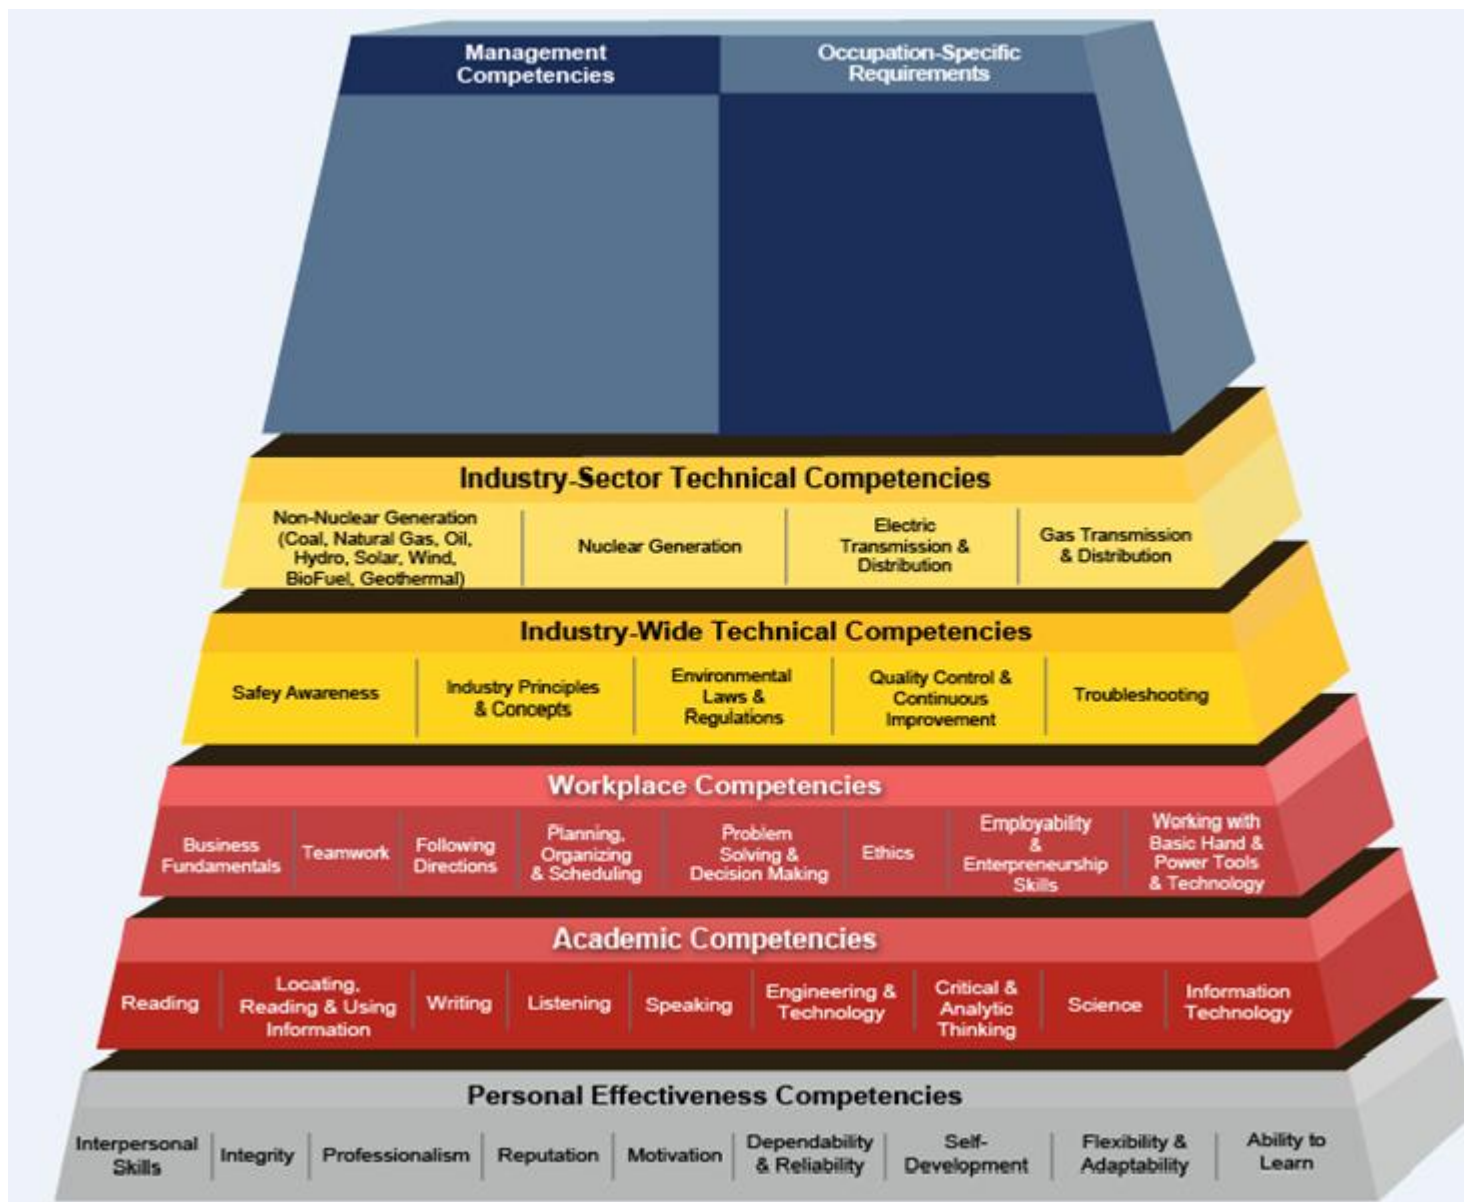 Management
Competencies
Occupation-Specific
Requirements
Industry-Sector Technical Competencies
Non-Nuclear Generation
(Coal, Natural Gas, Oil,
Hydro, Solar, Wind,
BioFuel, Geothermal)
Nuclear Generation
Electric
Transmission &
Distribution
Gas Transmission
& Distribution
Industry-Wide Technical Competencies
Safey Awareness
Industry Principles
& Concepts
Environmental
Laws &
Regulations
Quality Control &
Continuous
Improvement
Troubleshooting
Workplace Competencies
Business
Fundamentals
Teamwork
Following
Directions
Planning,
Organizing
& Scheduling
Problem
Solving &
Decision Making
Ethics
Employability
&
Enterpreneurship
Skills
Working with
Basic Hand &
Power Tools
& Technology
Academic Competencies
Reading
Locating,
Reading & Using
Information
Writing
Listening
Speaking
Engineering &
Technology
Critical &
Analytic
Thinking
Science
Information
Technology
Personal Effectiveness Competencies
Interpersonal
Skills
Integrity
Professionalism
Reputation
Motivation
Dependability
& Reliability
Self-
Development
Flexibility &
Adaptability
Ability to
Learn